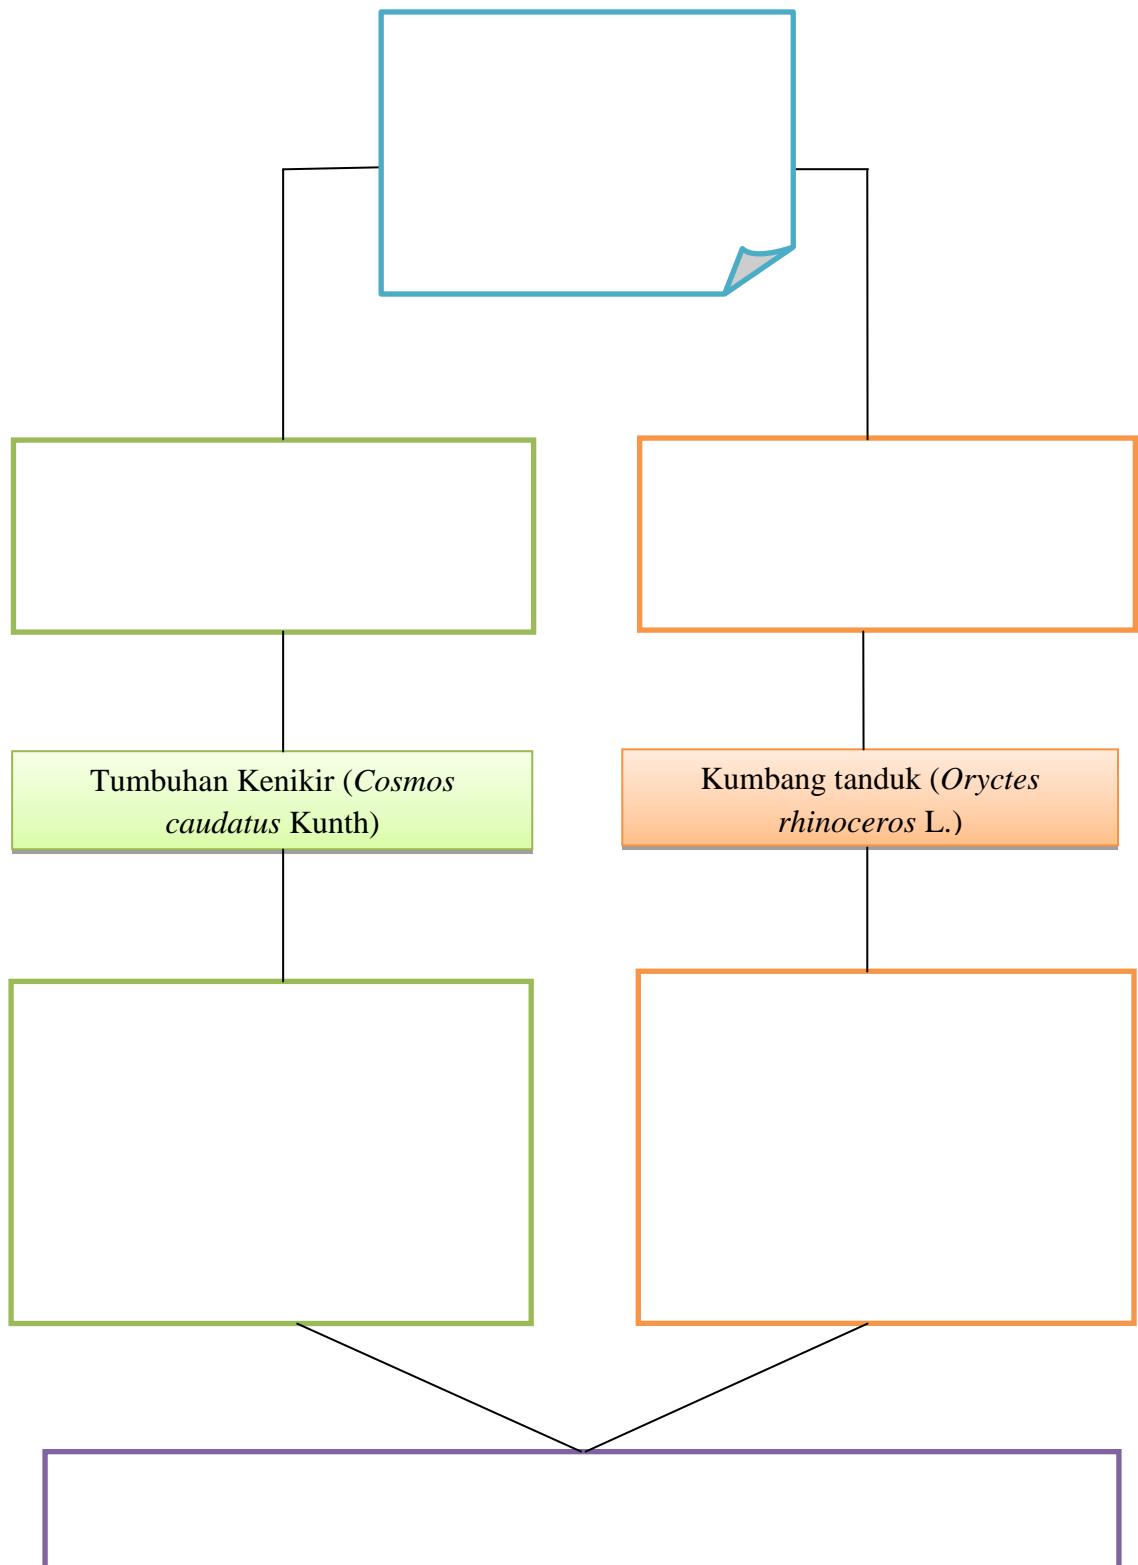 Tumbuhan Kenikir (Cosmos
caudatus Kunth)
Kumbang tanduk (Oryctes
rhinoceros L.)